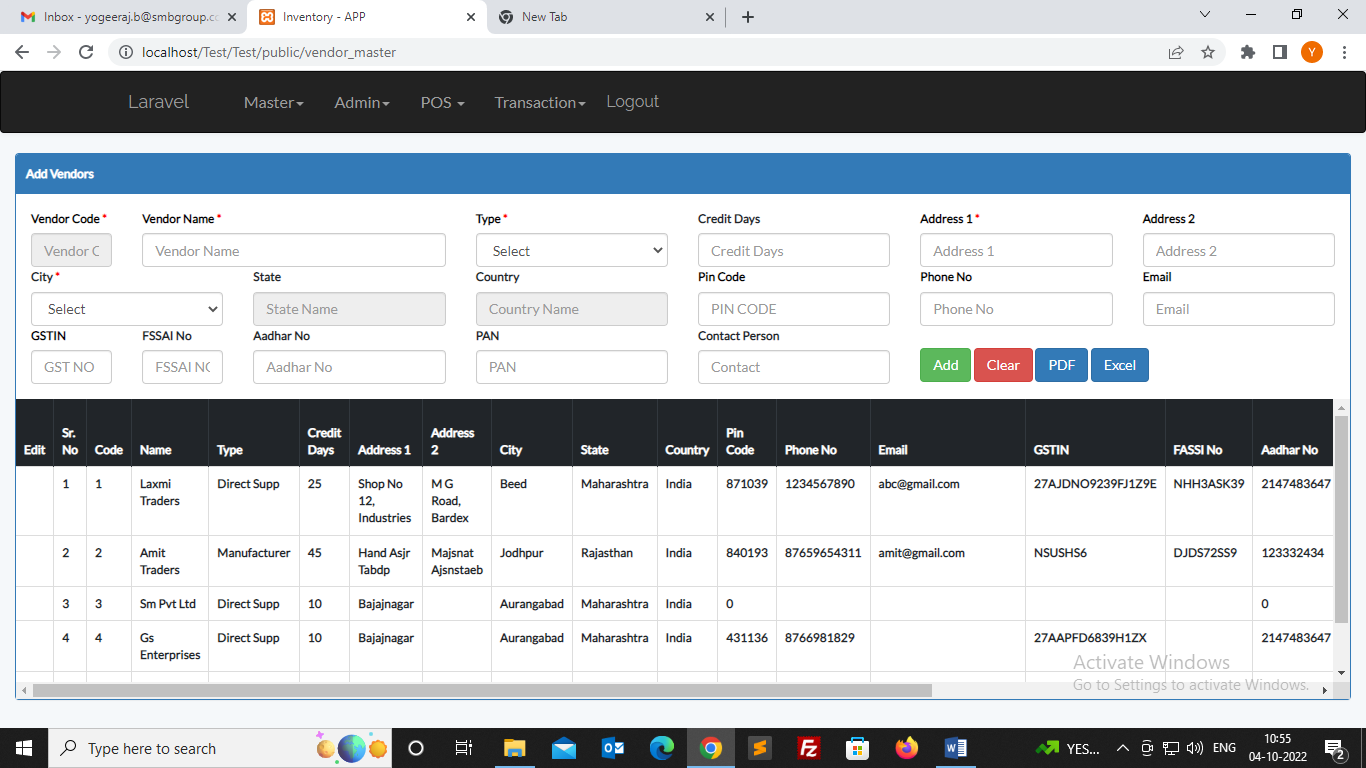 Inbox - yogeeraj.b@smbgroup.cc
Inventory - APP
New Tab
localhost/Test/Test/public/vendor_master
Y
Laravel Master Admin POS Transaction Logout
Add Vendors
Vendor Code * Vendor Name * Type * Credit Days Address 1 * Address 2
Vendor C Vendor Name Select Credit Days Address 1 Address 2
City * State Country Pin Code Phone No Email
Select State Name Country Name PIN CODE Phone No Email
GSTIN FSSAI No Aadhar No PAN Contact Person
GST NO FSSAI NC Aadhar No PAN Contact Add Clear PDF Excel
Edit Sr. No Code Name Type Credit Days Address 1 Address 2 City State Country Pin Code Phone No Email GSTIN FASSI No Aadhar No
1 1 Laxmi Traders Direct Supp 25 Shop No 12, Industries M G Road, Bardex Beed Maharashtra India 871039 1234567890 abc@gmail.com 27AJDNO9239FJ1Z9E NHH3ASK39 2147483647
2 2 Amit Traders Manufacturer 45 Hand Asjr Tabdp Majsnat Ajsnstaeb Jodhpur Rajasthan India 840193 87659654311 amit@gmail.com NSUSHS6 DJDS72SS9 123332434
3 3 Sm Pvt Ltd Direct Supp 10 Bajajnagar Aurangabad Maharashtra India 0 0
4 4 Gs Enterprises Direct Supp 10 Bajajnagar Aurangabad Maharashtra India 431136 8766981829 27AAPFD6839H1ZX 2147483647
Activate Windows
Go to Settings to activate Windows.
Type here to search
YES...
ENG
10:55
04-10-2022
2